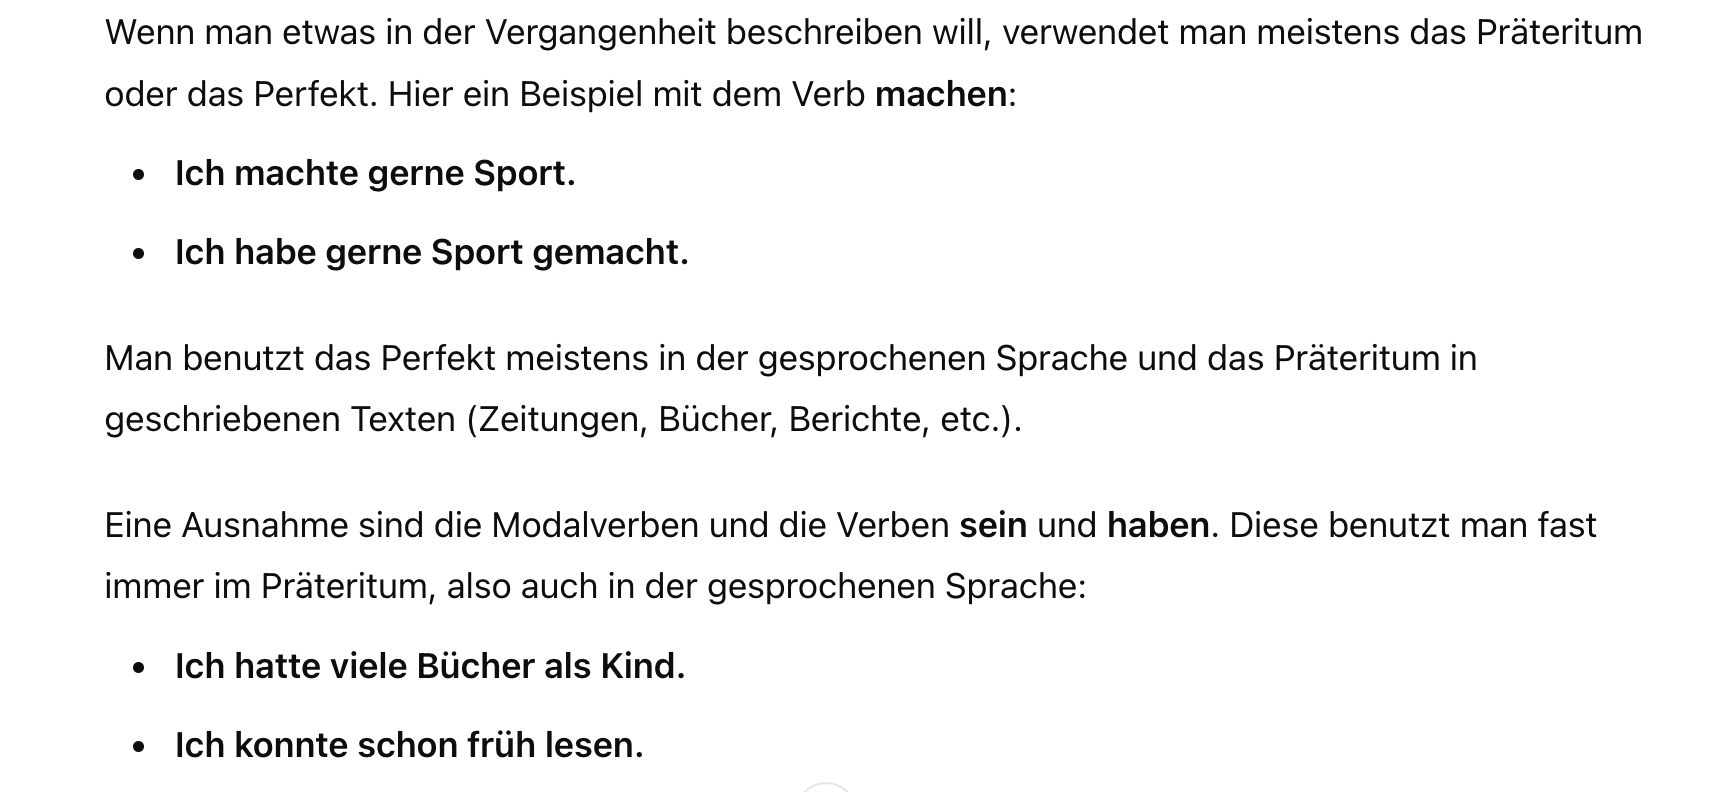 Wenn man etwas in der Vergangenheit beschreiben will, verwendet man meistens das Präteritum
oder das Perfekt. Hier ein Beispiel mit dem Verb machen:
• Ich machte gerne Sport.
• Ich habe gerne Sport gemacht.
Man benutzt das Perfekt meistens in der gesprochenen Sprache und das Präteritum in
geschriebenen Texten (Zeitungen, Bücher, Berichte, etc.).
Eine Ausnahme sind die Modalverben und die Verben sein und haben. Diese benutzt man fast
immer im Präteritum, also auch in der gesprochenen Sprache:
• Ich hatte viele Bücher als Kind.
• Ich konnte schon früh lesen.